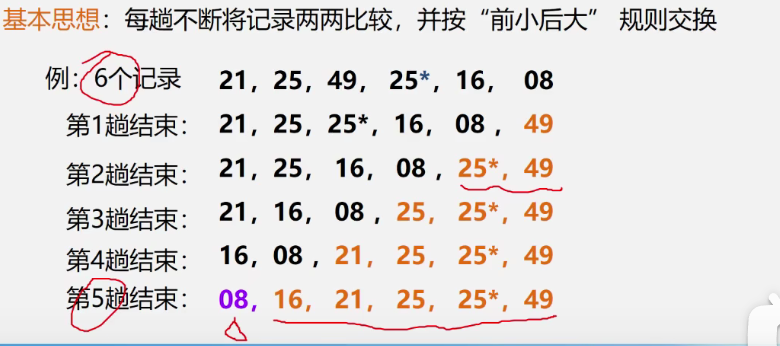 基本思想：每趟不断将记录两两比较，并按“前小后大” 规则交换
例：6个记录 21，25，49， 25*，16， 08
第1趟结束： 21，25，25*，16，08，49
第2趟结束： 21，25，16，08，25*，49
第3趟结束： 21，16，08，25，25*，49
第4趟结束： 16，08，21，25，25*，49
第5趟结束： 08，16，21，25，25*，49